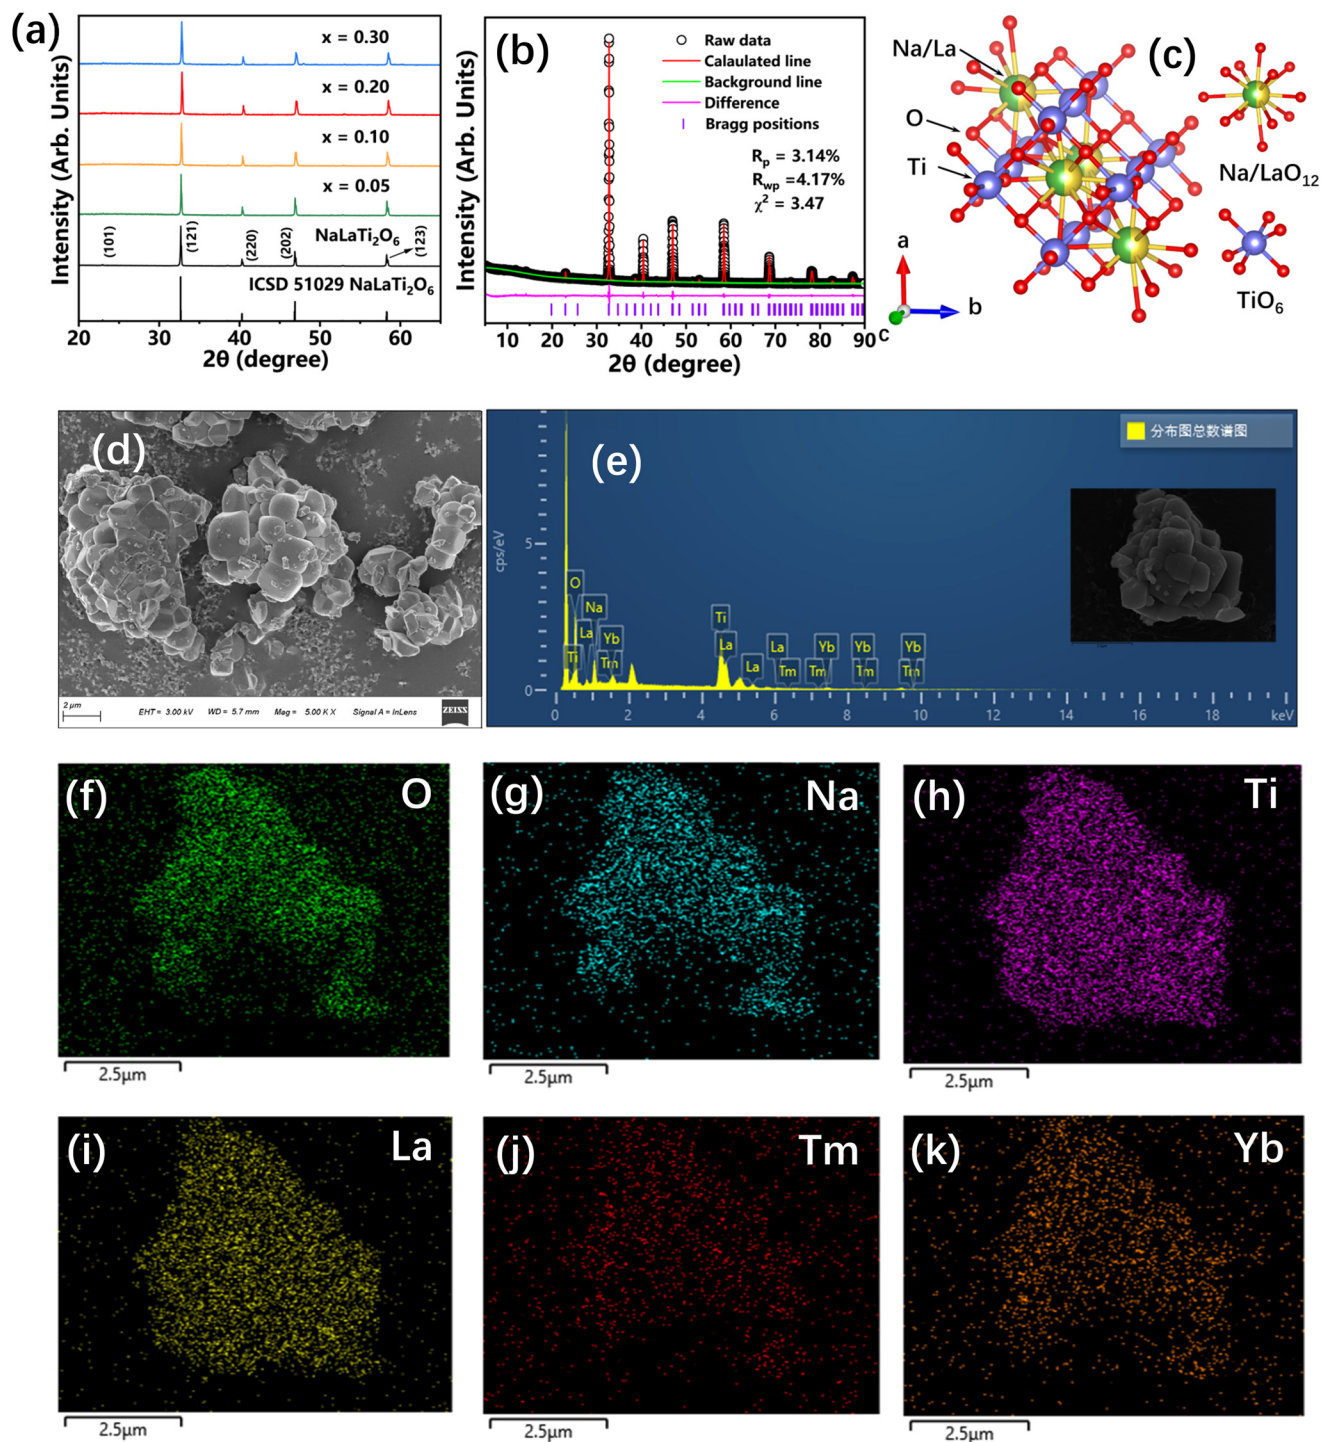 (a)
Intensity (Arb. Units)
x = 0.30
x = 0.20
x = 0.10
x = 0.05
NaLaTi₂O₆
(101)
(121)
(220)
(202)
(123)
ICSD 51029 NaLaTi₂O₆
20 30 40 50 60
2θ (degree)
(b)
Intensity (Arb. Units)
Raw data
Calaulated line
Background line
Difference
Bragg positions
Rₚ = 3.14%
R_wp =4.17%
χ² = 3.47
10 20 30 40 50 60 70 80 90
2θ (degree)
(c)
Na/La
O
Ti
a
b
c
Na/LaO₁₂
TiO₆
(d)
2 µm
EHT = 3.00 kV WD = 5.7 mm Mag = 5.00 K X Signal A = InLens
ZEISS
(e)
分布图总数谱图
cps/eV
5
0
O
Na
La
Ti
Yb
Tm
Ti
La
La
La
Tm
Yb
Tm
Yb
Tm
Yb
Tm
0 2 4 6 8 10 12 14 16 18 keV
(f) O
2.5µm
(g) Na
2.5µm
(h) Ti
2.5µm
(i) La
2.5µm
(j) Tm
2.5µm
(k) Yb
2.5µm